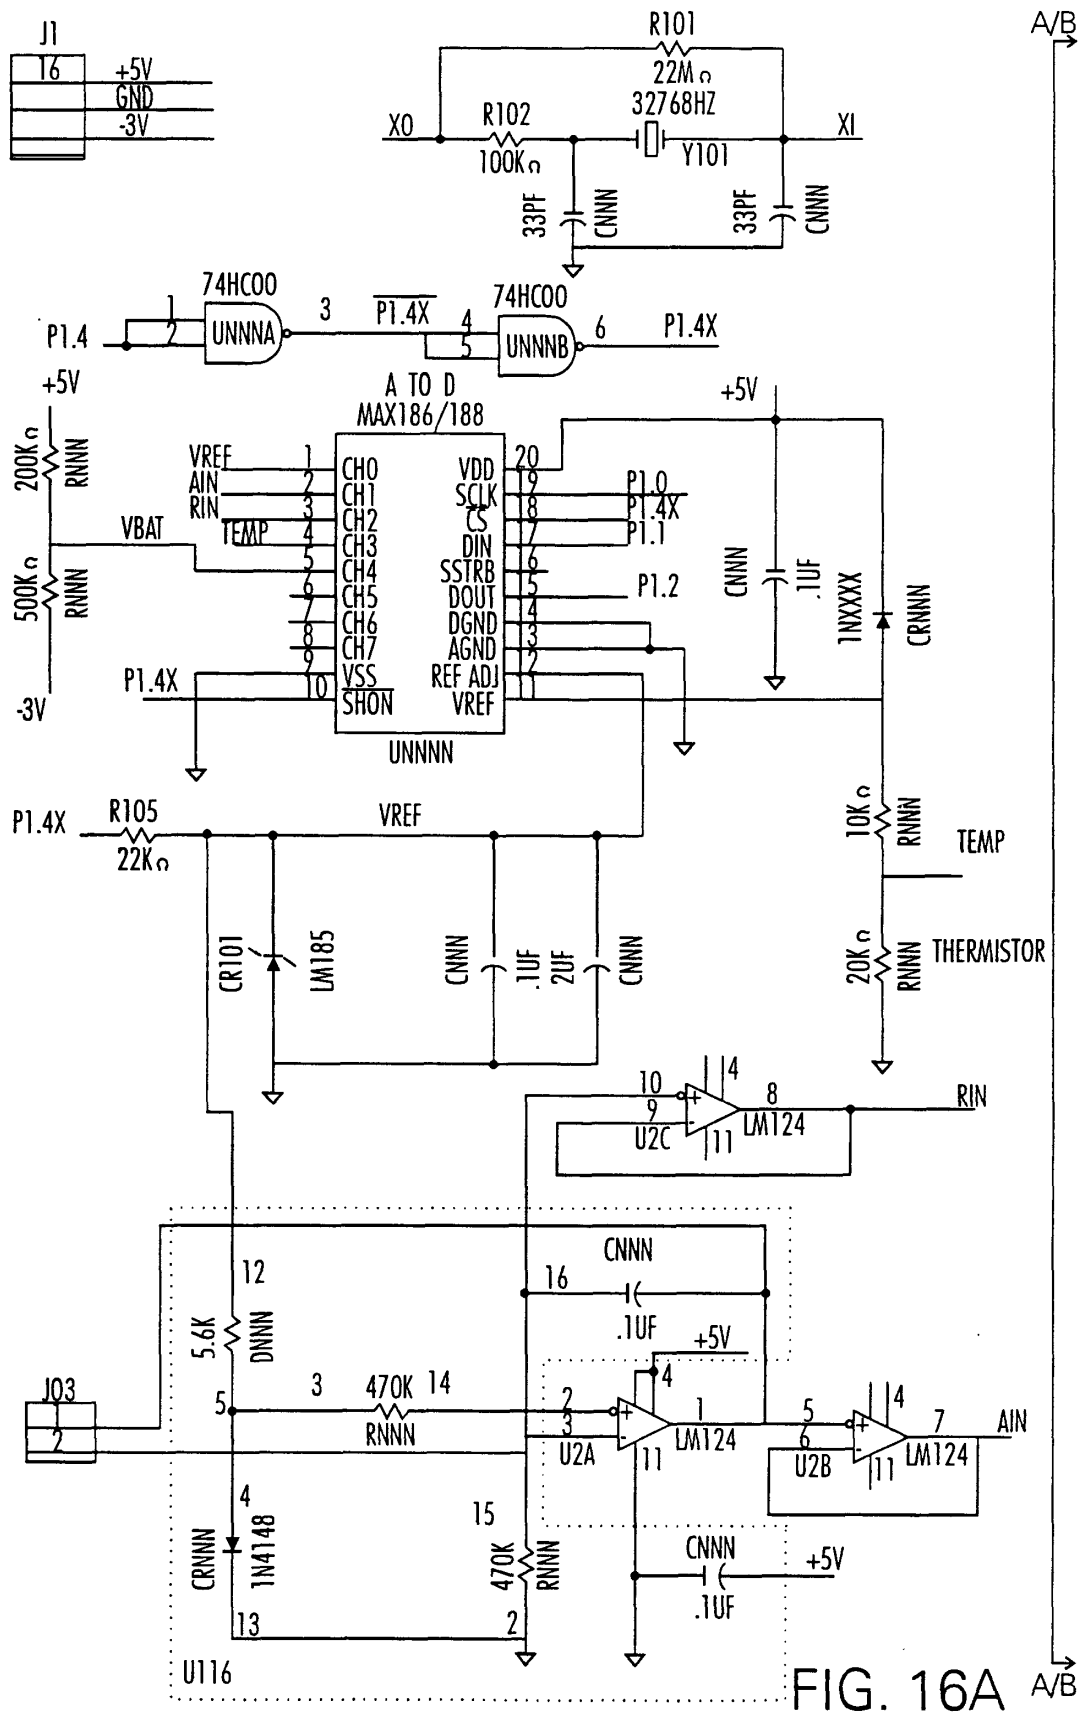 A/B
J1
16
+5V
GND
-3V
R101
22MΩ
32768HZ
X0
R102
100KΩ
Y101
X1
33PF
CNNN
33PF
CNNN
74HC00
1
2
P1.4
UNNNA
3
P1.4X
74HC00
4
5
UNNNB
6
P1.4X
+5V
200KΩ
RNNN
VBAT
500KΩ
RNNN
-3V
A TO D
MAX186/188
VREF 1 CH0 VDD 20
AIN 2 CH1 SCLK 19 P1.0
RIN 3 CH2 CS 18 P1.4X
TEMP 4 CH3 DIN 17 P1.1
5 CH4 SSTRB 16
6 CH5 DOUT 15 P1.2
7 CH6 DGND 14
8 CH7 AGND 13
9 VSS REF ADJ 12
P1.4X 10 SHON VREF 11
UNNNN
+5V
CNNN
.1UF
1NXXX
CRNNN
10KΩ
RNNN
TEMP
20KΩ
RNNN
THERMISTOR
P1.4X
R105
22KΩ
VREF
CR101
LM185
CNNN
.1UF
2UF
CNNN
10
9
U2C
4
11
8
LM124
RIN
12
5.6K
DNNN
CNNN
16
.1UF
+5V
J03
1
2
5
3
470K
RNNN
14
2
3
U2A
4
11
1
LM124
5
6
U2B
4
11
7
LM124
AIN
4
CRNNN
1N4148
13
15
470K
RNNN
2
CNNN
.1UF
+5V
U116
FIG. 16A
A/B